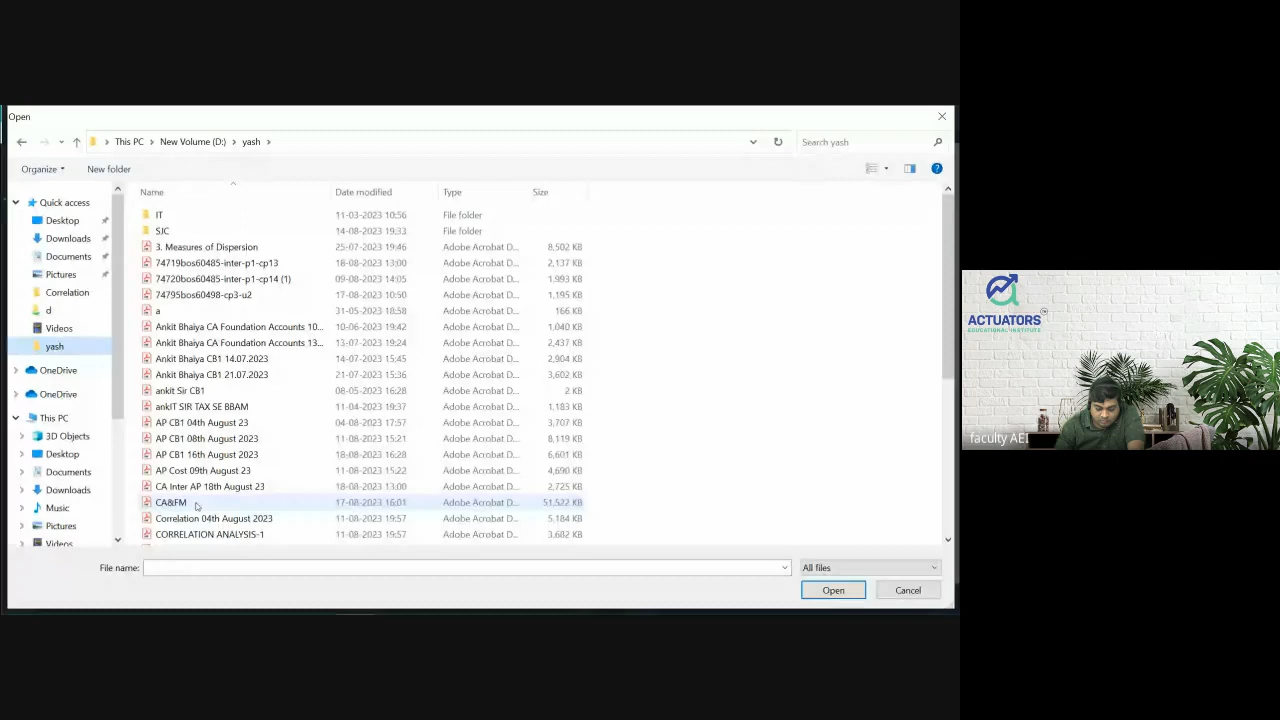 Open
This PC > New Volume (D:) > yash >
Search yash
Organize
New folder
Name Date modified Type Size
IT 11-03-2023 10:56 File folder
SJC 14-08-2023 19:33 File folder
3. Measures of Dispersion 25-07-2023 19:46 Adobe Acrobat D... 8,502 KB
74719bos60485-inter-p1-cp13 18-08-2023 13:00 Adobe Acrobat D... 2,137 KB
74720bos60485-inter-p1-cp14 (1) 09-08-2023 14:05 Adobe Acrobat D... 1,993 KB
74795bos60498-cp3-u2 17-08-2023 10:50 Adobe Acrobat D... 1,195 KB
a 31-05-2023 18:58 Adobe Acrobat D... 166 KB
Ankit Bhaiya CA Foundation Accounts 10... 10-06-2023 19:42 Adobe Acrobat D... 1,040 KB
Ankit Bhaiya CA Foundation Accounts 13... 13-07-2023 19:24 Adobe Acrobat D... 2,437 KB
Ankit Bhaiya CB1 14.07.2023 14-07-2023 15:45 Adobe Acrobat D... 2,904 KB
Ankit Bhaiya CB1 21.07.2023 21-07-2023 15:36 Adobe Acrobat D... 3,602 KB
ankit Sir CB1 08-05-2023 16:28 Adobe Acrobat D... 2 KB
ankIT SIR TAX SE BBAM 11-04-2023 19:37 Adobe Acrobat D... 1,183 KB
AP CB1 04th August 23 04-08-2023 17:57 Adobe Acrobat D... 3,707 KB
AP CB1 08th August 2023 11-08-2023 15:21 Adobe Acrobat D... 8,119 KB
AP CB1 16th August 2023 18-08-2023 16:28 Adobe Acrobat D... 6,601 KB
AP Cost 09th August 23 11-08-2023 15:22 Adobe Acrobat D... 4,690 KB
CA Inter AP 18th August 23 18-08-2023 13:00 Adobe Acrobat D... 2,725 KB
CA&FM 17-08-2023 16:01 Adobe Acrobat D... 51,522 KB
Correlation 04th August 2023 11-08-2023 19:57 Adobe Acrobat D... 5,184 KB
CORRELATION ANALYSIS-1 11-08-2023 19:57 Adobe Acrobat D... 3,682 KB
Quick access
Desktop
Downloads
Documents
Pictures
Correlation
d
Videos
yash
OneDrive
OneDrive
This PC
3D Objects
Desktop
Documents
Downloads
Music
Pictures
Videos
File name:
All files
Open
Cancel
ACTUATORS
EDUCATIONAL INSTITUTE
faculty AEI